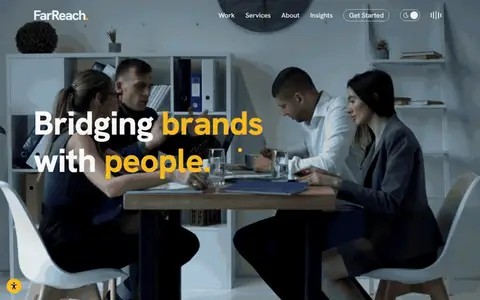 FarReach.
Work
Services
About
Insights
Get Started
Bridging brands
with people.